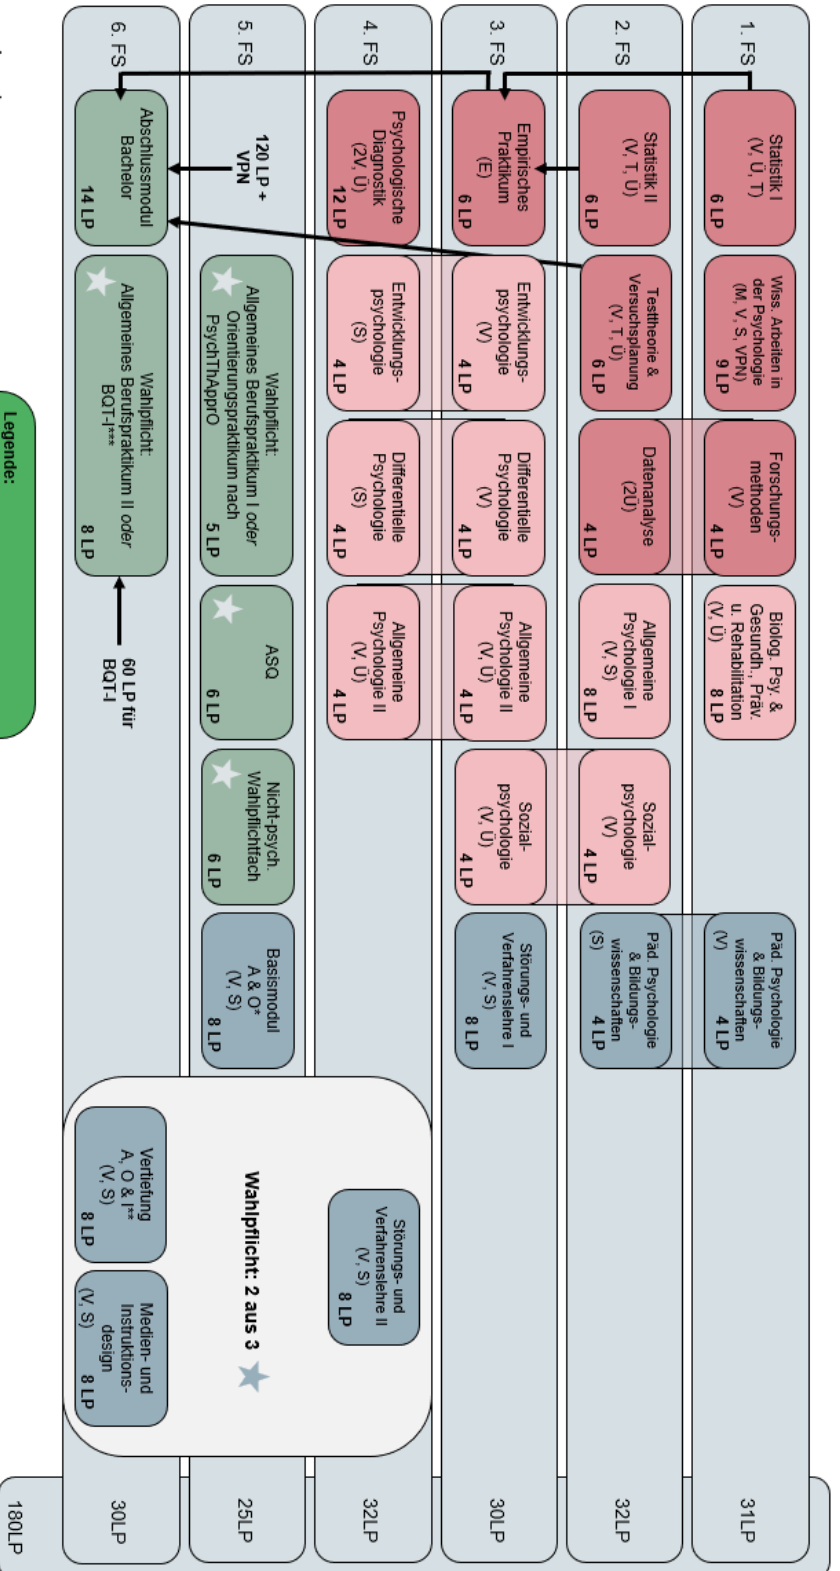 1. FS
Statistik I
(V, Ü, T)
6 LP
Wiss. Arbeiten in
der Psychologie
(M, V, S, VPN)
9 LP
Forschungs-
methoden
(V)
4 LP
Biolog. Psy. &
Gesundh., Präv.
u. Rehabilitation
(V, Ü)
8 LP
Päd. Psychologie
& Bildungs-
wissenschaften
(V)
4 LP
31LP
2. FS
Statistik II
(V, T, Ü)
6 LP
Testtheorie &
Versuchsplanung
(V, T, Ü)
6 LP
Datenanalyse
(2Ü)
4 LP
Allgemeine
Psychologie I
(V, S)
8 LP
Sozial-
psychologie
(V)
4 LP
Päd. Psychologie
& Bildungs-
wissenschaften
(S)
4 LP
32LP
3. FS
Empirisches
Praktikum
(E)
6 LP
Entwicklungs-
psychologie
(V)
4 LP
Differentielle
Psychologie
(V)
4 LP
Allgemeine
Psychologie II
(V, Ü)
4 LP
Sozial-
psychologie
(V, Ü)
4 LP
Störungs- und
Verfahrenslehre I
(V, S)
8 LP
30LP
4. FS
Psychologische
Diagnostik
(2V, Ü)
12 LP
Entwicklungs-
psychologie
(S)
4 LP
Differentielle
Psychologie
(S)
4 LP
Allgemeine
Psychologie II
(V, Ü)
4 LP
Störungs- und
Verfahrenslehre II
(V, S)
8 LP
32LP
5. FS
120 LP +
VPN
Wahlpflicht:
Allgemeines Berufspraktikum I oder
Orientierungspraktikum nach
PsychThApprO
5 LP
ASQ
6 LP
Nicht-psych.
Wahlpflichtfach
6 LP
Basismodul
A & O*
(V, S)
8 LP
Wahlpflicht: 2 aus 3
25LP
6. FS
Abschlussmodul
Bachelor
14 LP
Wahlpflicht:
Allgemeines Berufspraktikum II oder
BQT-I***
8 LP
60 LP für
BQT-I
Vertiefung
A, O & I**
(V, S)
8 LP
Medien- und
Instruktions-
design
(V, S)
8 LP
30LP
180LP
Legende: